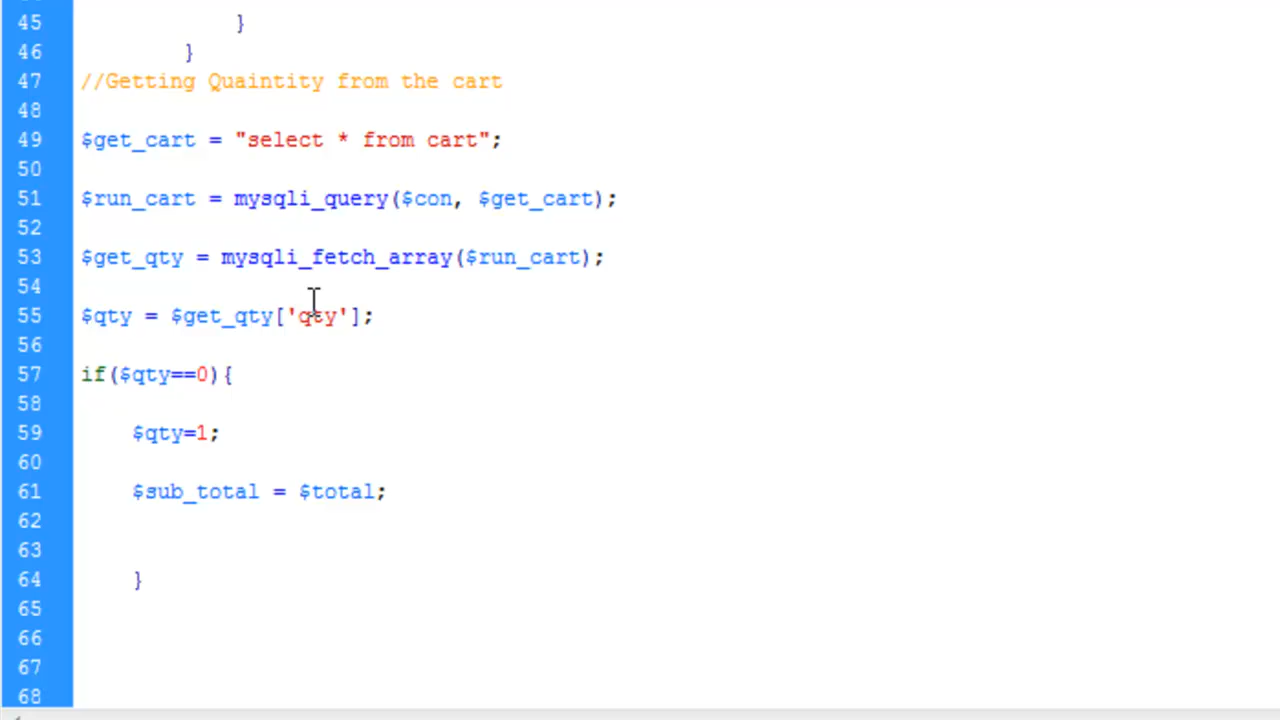 45 }
46 }
47 //Getting Quaintity from the cart
48
49 $get_cart = "select * from cart";
50
51 $run_cart = mysqli_query($con, $get_cart);
52
53 $get_qty = mysqli_fetch_array($run_cart);
54
55 $qty = $get_qty['qty'];
56
57 if($qty==0){
58
59 $qty=1;
60
61 $sub_total = $total;
62
63
64 }
65
66
67
68